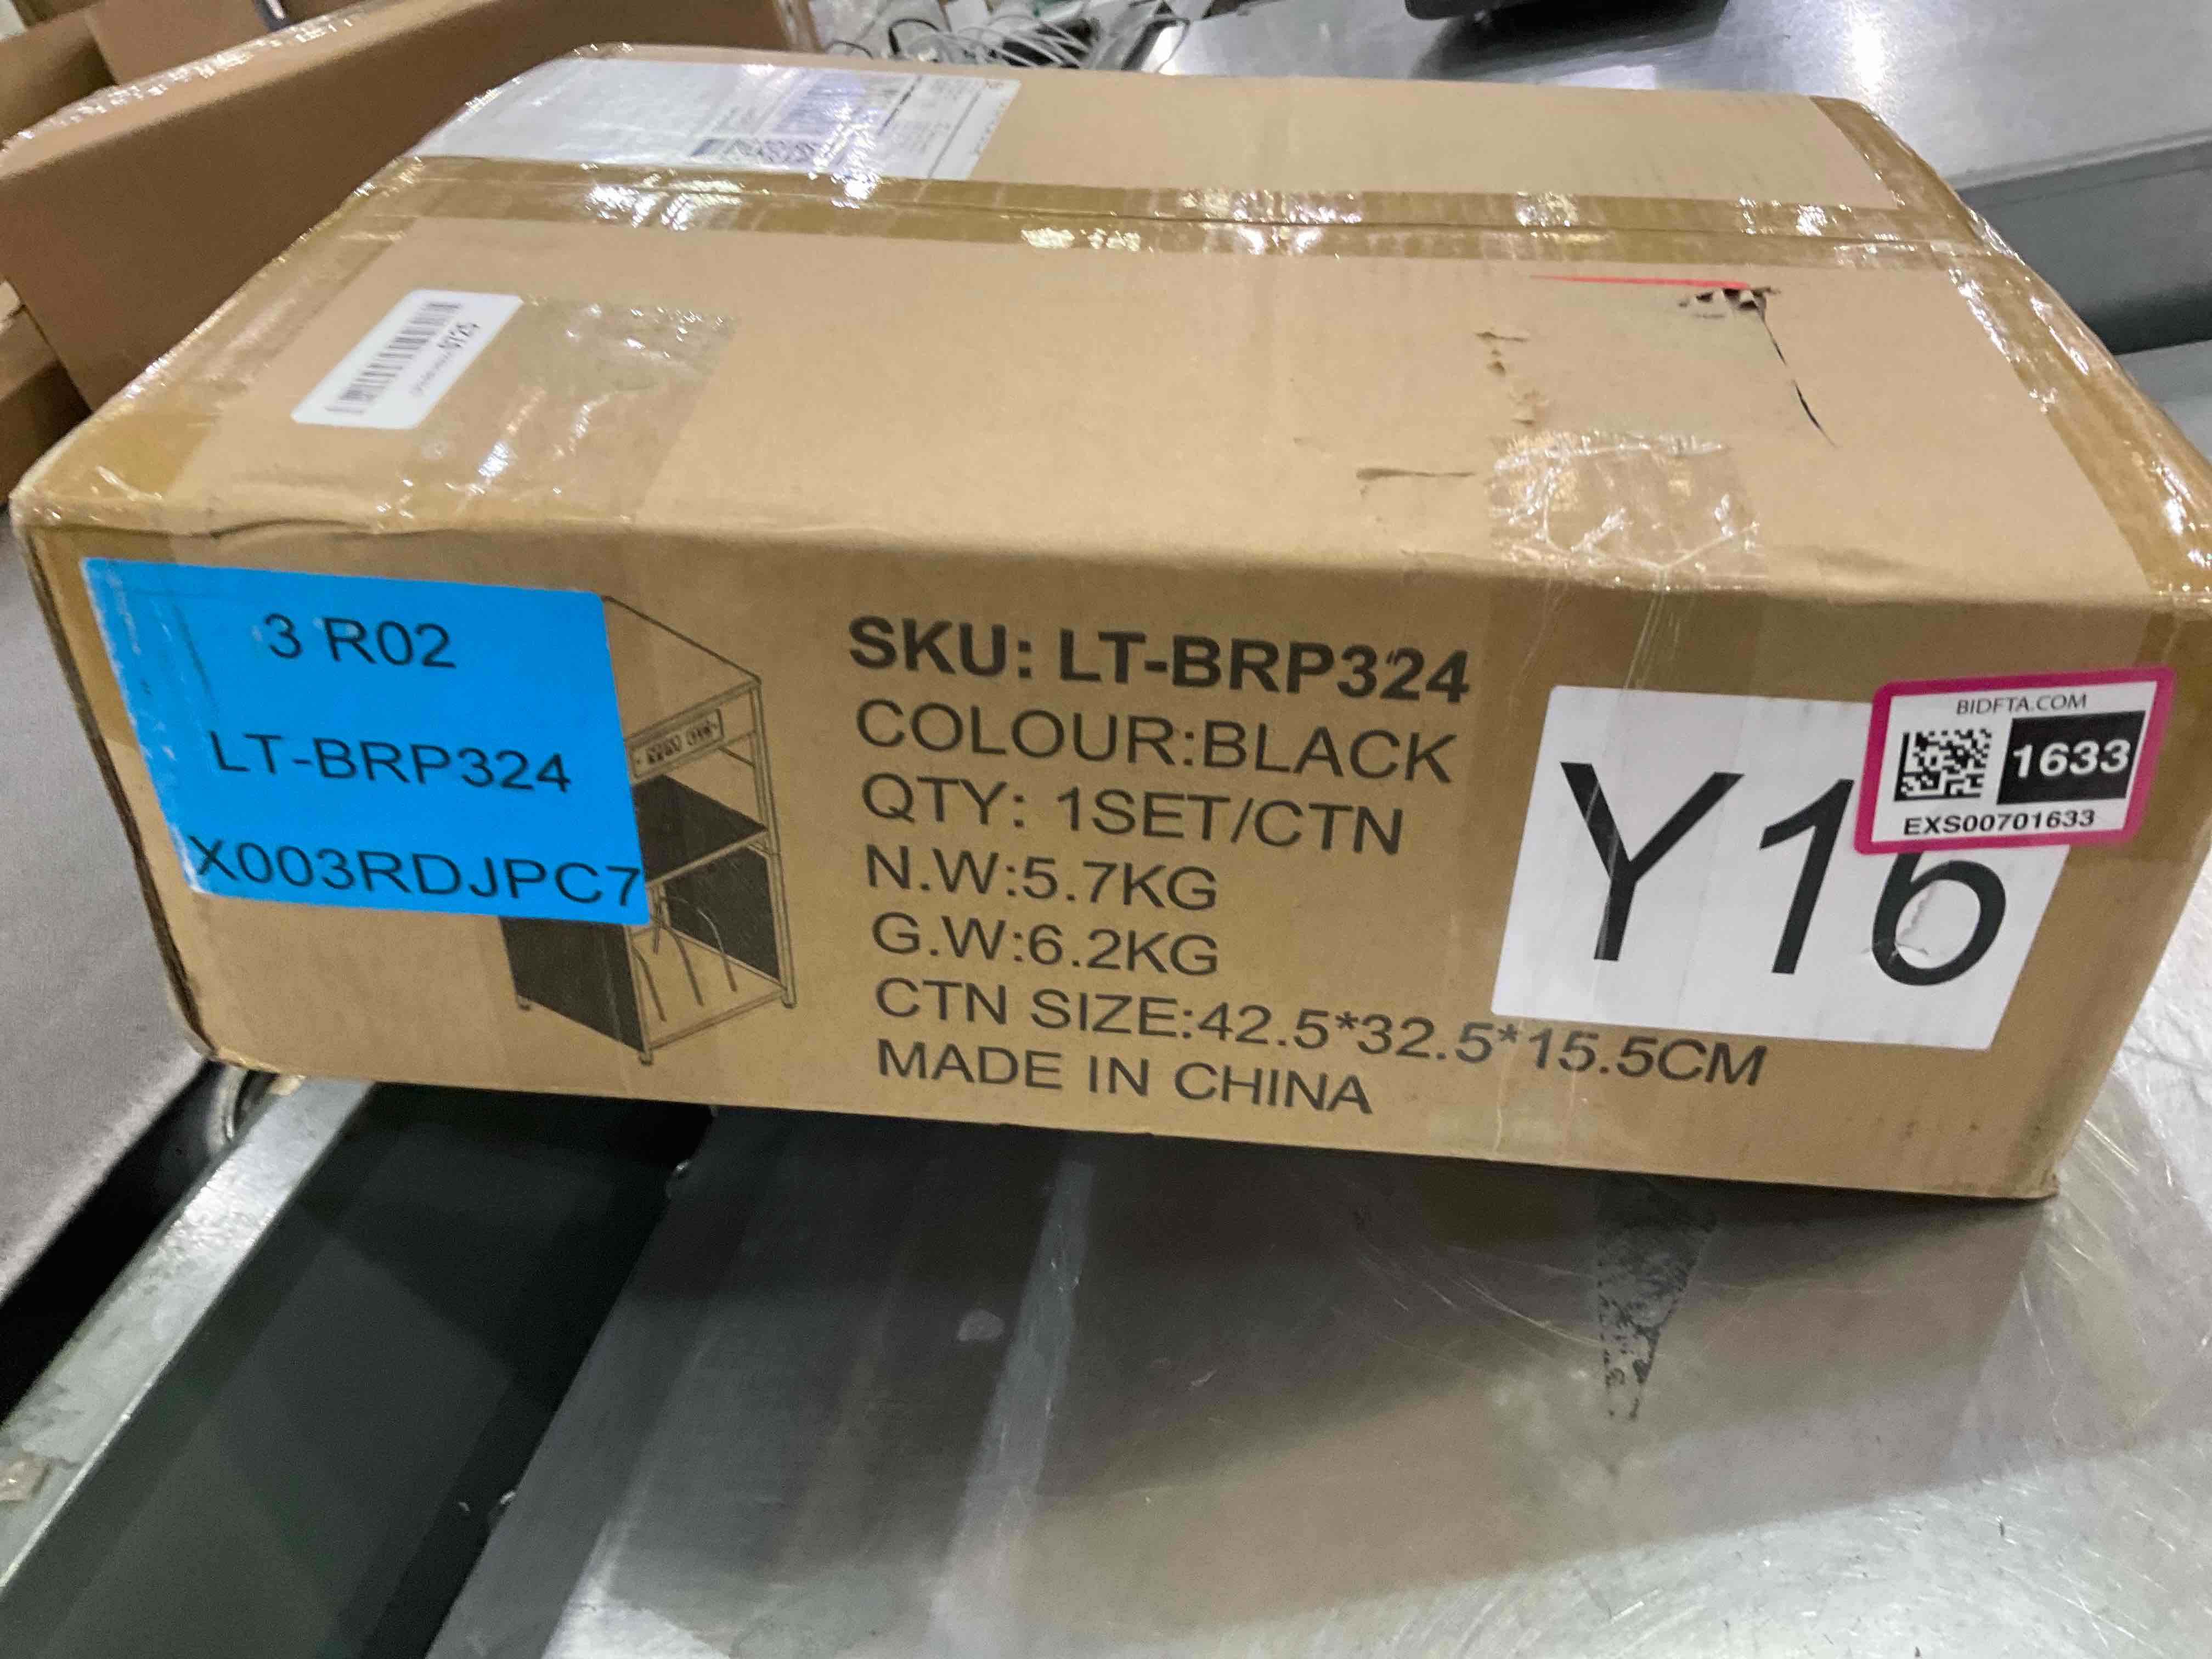 0125
3 R02
LT-BRP324
X003RDJPC7
SKU: LT-BRP324
COLOUR:BLACK
QTY: 1SET/CTN
N.W:5.7KG
G.W:6.2KG
CTN SIZE:42.5*32.5*15.5CM
MADE IN CHINA
Y16
BIDFTA.COM
1633
EXS00701633